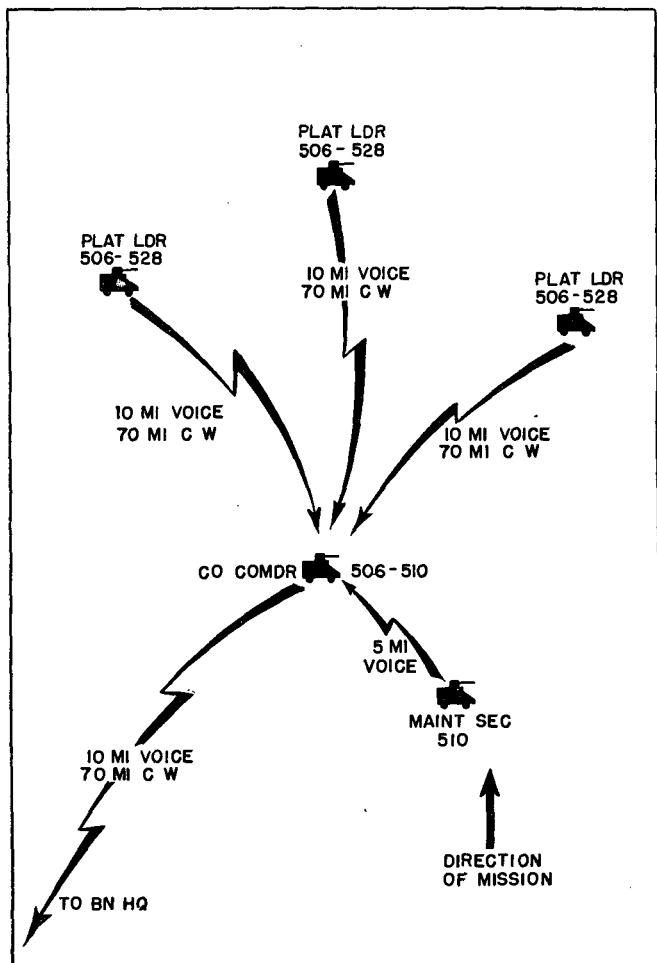 PLAT LDR
506-528
PLAT LDR
506-528
PLAT LDR
506-528
10 MI VOICE
70 MI C W
10 MI VOICE
70 MI C W
10 MI VOICE
70 MI C W
CO COMDR
506-510
5 MI
VOICE
MAINT SEC
510
10 MI VOICE
70 MI C W
DIRECTION
OF MISSION
TO BN HQ